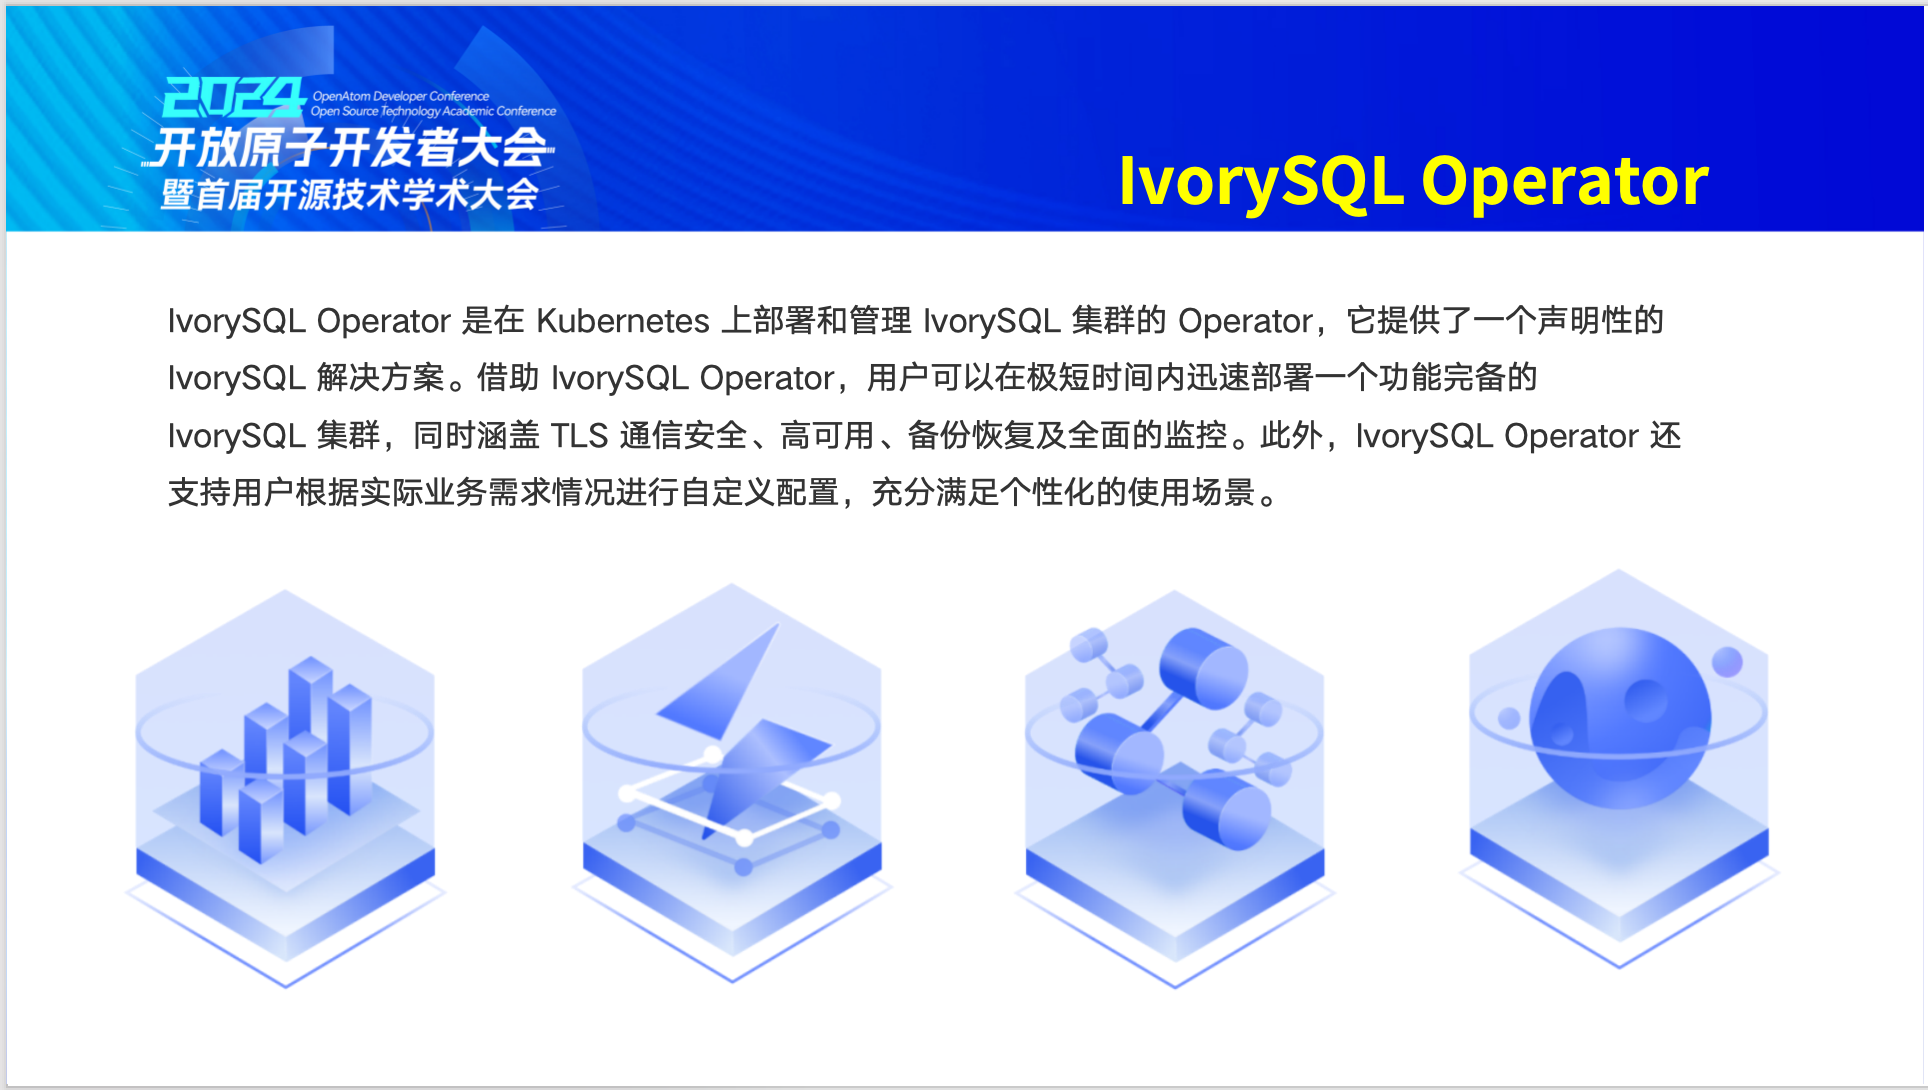 2024
OpenAtom Developer Conference
Open Source Technology Academic Conference
开放原子开发者大会
暨首届开源技术学术大会
IvorySQL Operator
IvorySQL Operator 是在 Kubernetes 上部署和管理 IvorySQL 集群的 Operator，它提供了一个声明性的
IvorySQL 解决方案。借助 IvorySQL Operator，用户可以在极短时间内迅速部署一个功能完备的
IvorySQL 集群，同时涵盖 TLS 通信安全、高可用、备份恢复及全面的监控。此外，IvorySQL Operator 还
支持用户根据实际业务需求情况进行自定义配置，充分满足个性化的使用场景。